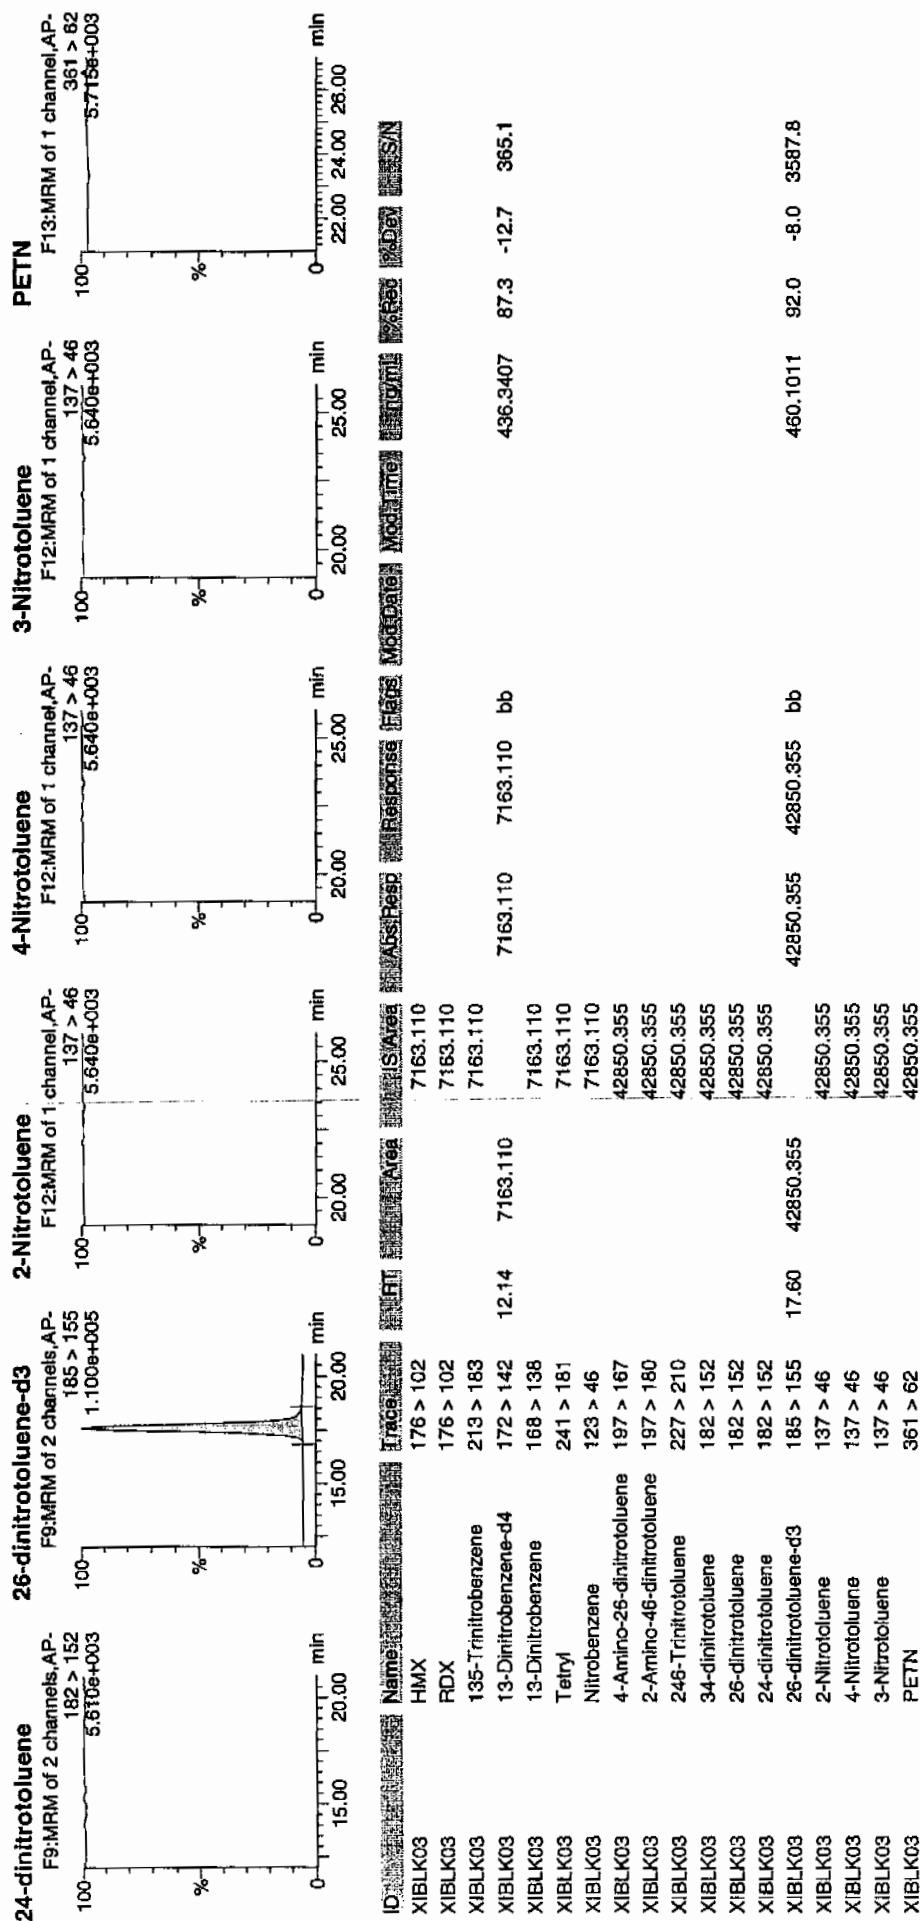 24-dinitrotoluene
F9:MRM of 2 channels,AP-
182 > 152
5.610e+003
100
%
0
15.00 20.00 min
26-dinitrotoluene-d3
F9:MRM of 2 channels,AP-
185 > 155
1.100e+005
100
%
0
15.00 20.00 min
2-Nitrotoluene
F12:MRM of 1 channel,AP-
137 > 46
5.640e+003
100
%
0
20.00 25.00 min
4-Nitrotoluene
F12:MRM of 1 channel,AP-
137 > 46
5.640e+003
100
%
0
20.00 25.00 min
3-Nitrotoluene
F12:MRM of 1 channel,AP-
137 > 46
5.640e+003
100
%
0
20.00 25.00 min
PETN
F13:MRM of 1 channel,AP-
361 > 62
5.715e+003
100
%
0
22.00 24.00 26.00 min
ID Name Trace RT Area IS Area Abs.Resp Response Flags Mod.Date Mod.Time ng/mL %Rec %Dev S/N
XIBLK03 HMX 176 > 102 7163.110
XIBLK03 RDX 176 > 102 7163.110
XIBLK03 135-Trinitrobenzene 213 > 183 7163.110
XIBLK03 13-Dinitrobenzene-d4 172 > 142 12.14 7163.110 7163.110 7163.110 bb 436.3407 87.3 -12.7 365.1
XIBLK03 13-Dinitrobenzene 168 > 138 7163.110
XIBLK03 Tetryl 241 > 181 7163.110
XIBLK03 Nitrobenzene 123 > 46 7163.110
XIBLK03 4-Amino-26-dinitrotoluene 197 > 167 42850.355
XIBLK03 2-Amino-46-dinitrotoluene 197 > 180 42850.355
XIBLK03 246-Trinitrotoluene 227 > 210 42850.355
XIBLK03 34-dinitrotoluene 182 > 152 42850.355
XIBLK03 26-dinitrotoluene 182 > 152 42850.355
XIBLK03 24-dinitrotoluene 182 > 152 42850.355
XIBLK03 26-dinitrotoluene-d3 185 > 155 17.60 42850.355 42850.355 42850.355 bb 460.1011 92.0 -8.0 3587.8
XIBLK03 2-Nitrotoluene 137 > 46 42850.355
XIBLK03 4-Nitrotoluene 137 > 46 42850.355
XIBLK03 3-Nitrotoluene 137 > 46 42850.355
XIBLK03 PETN 361 > 62 42850.355